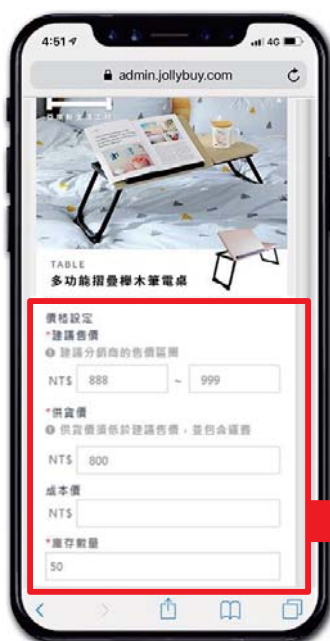 4:51
4G
admin.jollybuy.com
TABLE
多功能摺疊櫸木筆電桌
價格設定
*建議售價
建議分銷商的售價區間
NT$ 888 ~ 999
*供貨價
供貨價須低於建議售價，並包含運費
NT$ 800
成本價
NT$
*庫存數量
50